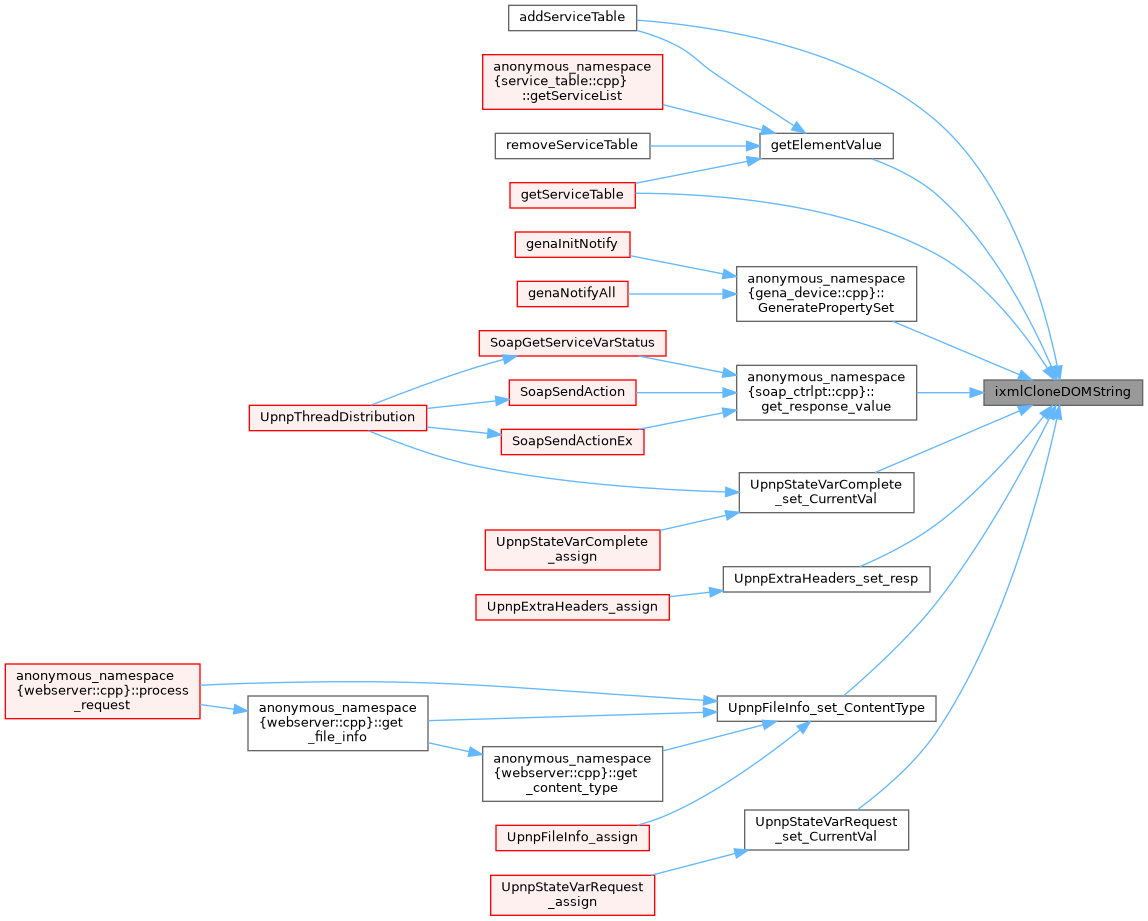 addServiceTable
anonymous_namespace
{service_table::cpp}
::getServiceList
removeServiceTable
getElementValue
getServiceTable
genaInitNotify
genaNotifyAll
anonymous_namespace
{gena_device::cpp}::
GeneratePropertySet
SoapGetServiceVarStatus
SoapSendAction
SoapSendActionEx
UpnpThreadDistribution
anonymous_namespace
{soap_ctrlpt::cpp}::
get_response_value
ixmlCloneDOMString
UpnpStateVarComplete
_set_CurrentVal
UpnpStateVarComplete
_assign
UpnpExtraHeaders_set_resp
UpnpExtraHeaders_assign
anonymous_namespace
{webserver::cpp}::process
_request
anonymous_namespace
{webserver::cpp}::get
_file_info
UpnpFileInfo_set_ContentType
anonymous_namespace
{webserver::cpp}::get
_content_type
UpnpFileInfo_assign
UpnpStateVarRequest
_set_CurrentVal
UpnpStateVarRequest
_assign